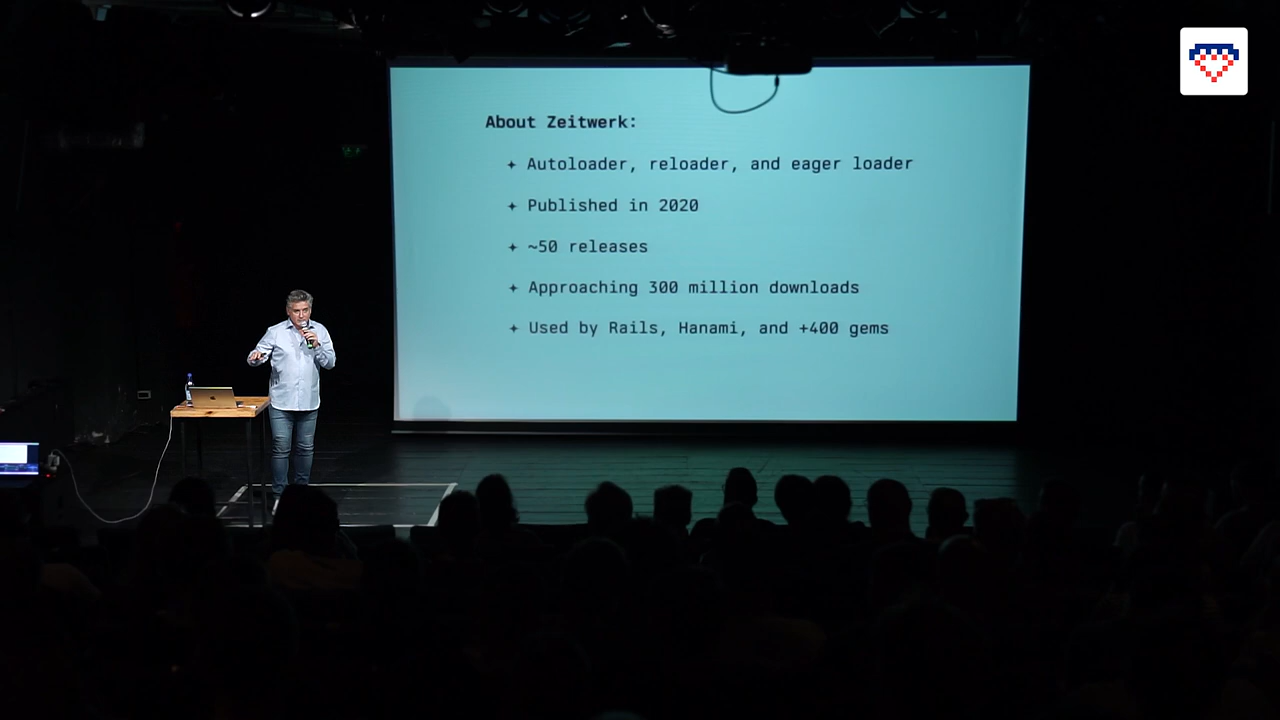 About Zeitwerk:
✦ Autoloader, reloader, and eager loader
✦ Published in 2020
✦ ~50 releases
✦ Approaching 300 million downloads
✦ Used by Rails, Hanami, and +400 gems